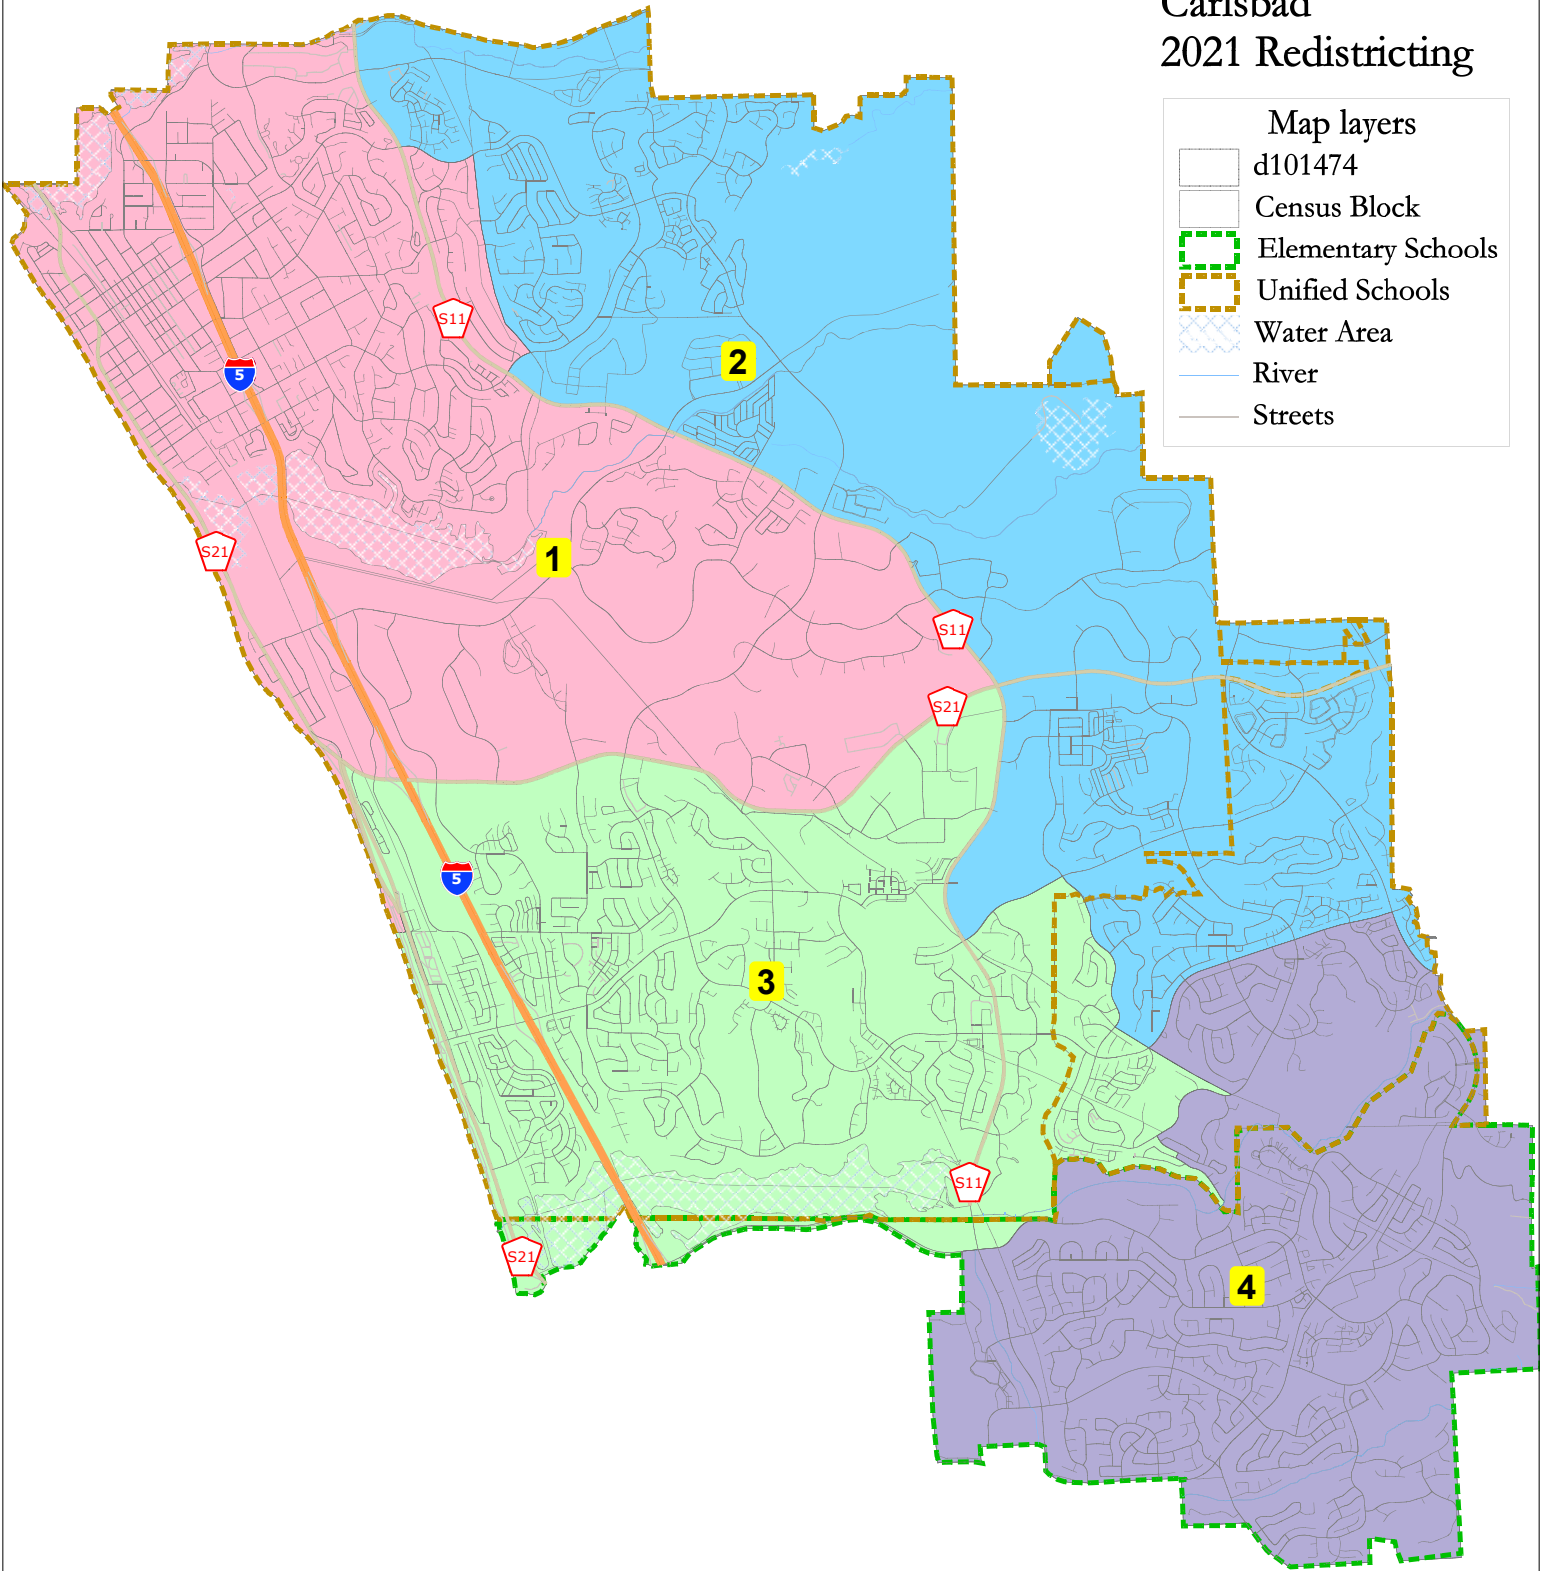 Carlsbad
2021 Redistricting
Map layers
d101474
Census Block
Elementary Schools
Unified Schools
Water Area
River
Streets
S11
2
5
S21
1
S11
S21
5
3
S11
S21
4